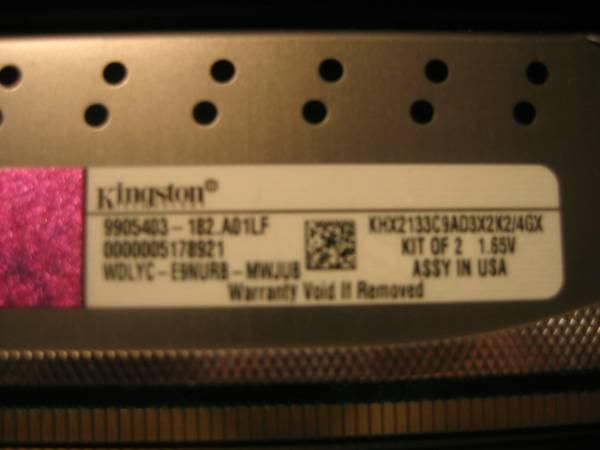 Kingston®
9905403-182.A01LF
0000005178921
WDLYC-E9NURB-MWJUB
KHX2133C9AD3X2K2/4GX
KIT OF 2 1.65V
ASSY IN USA
Warranty Void If Removed